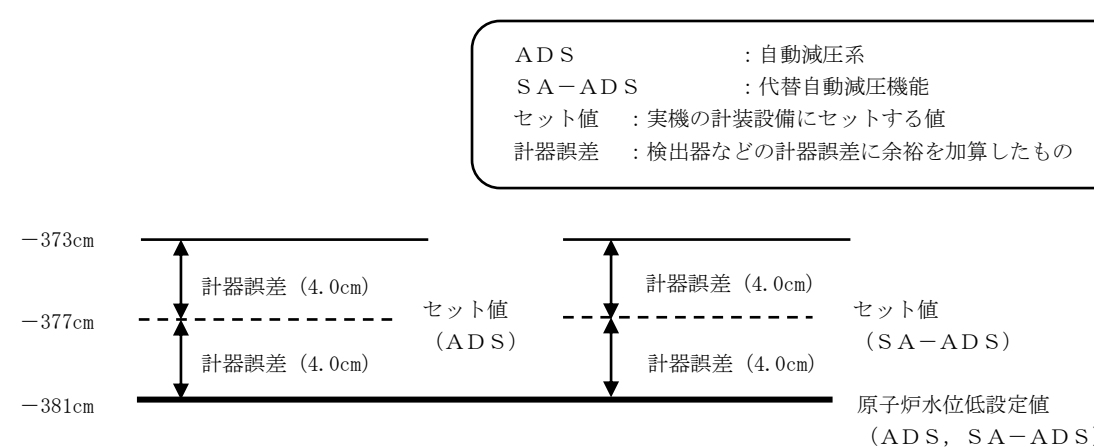 ＡＤＳ ：自動減圧系
ＳＡ－ＡＤＳ ：代替自動減圧機能
セット値 ：実機の計装設備にセットする値
計器誤差 ：検出器などの計器誤差に余裕を加算したもの
－373cm
計器誤差 (4.0cm)
計器誤差 (4.0cm)
－377cm
セット値
（ＡＤＳ）
セット値
（ＳＡ－ＡＤＳ）
計器誤差 (4.0cm)
計器誤差 (4.0cm)
－381cm
原子炉水位低設定値
（ＡＤＳ，ＳＡ－ＡＤＳ）